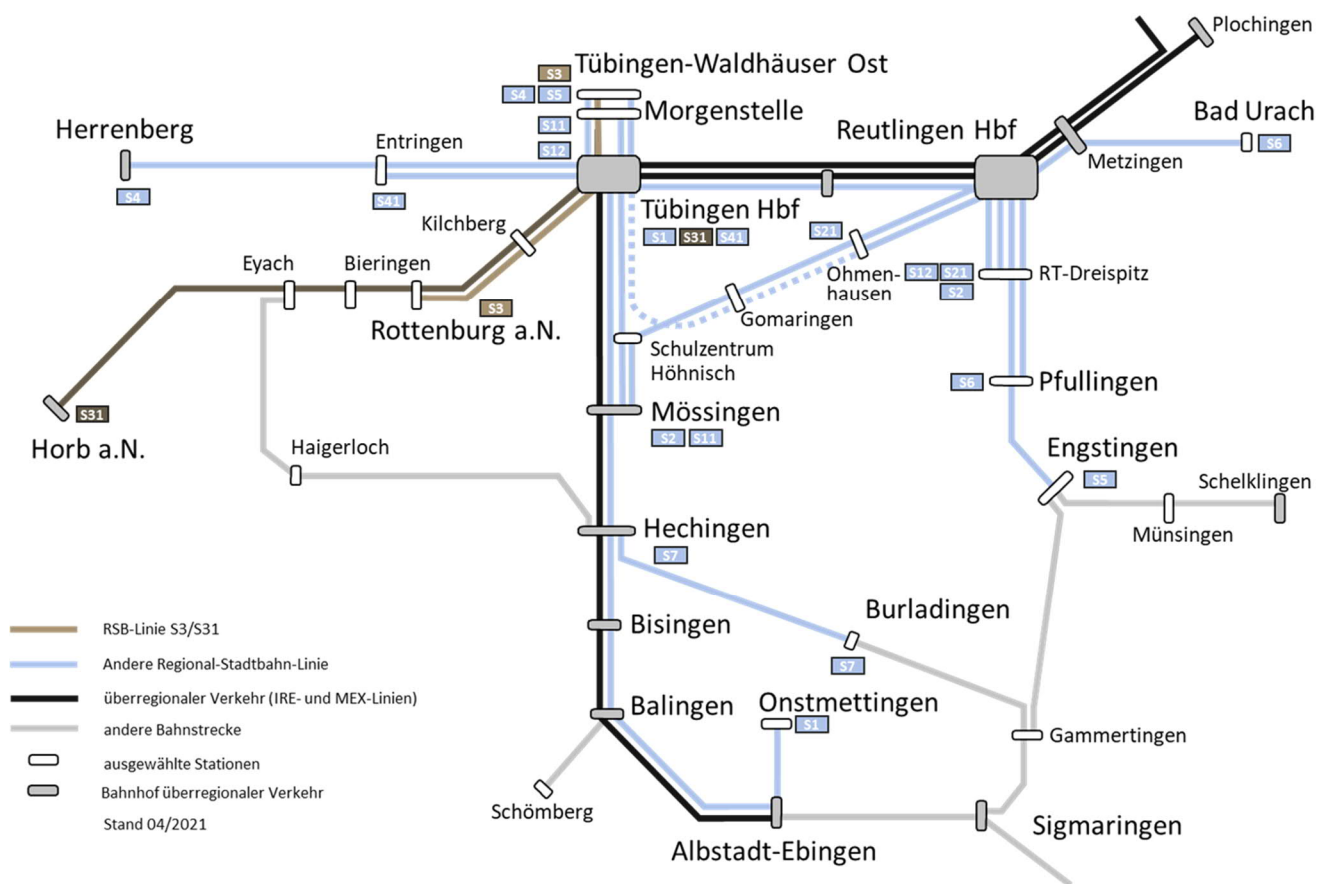 Plochingen
S3
Tübingen-Waldhäuser Ost
S4 S5
Morgenstelle
S11
S12
Herrenberg
S4
Entringen
S41
Reutlingen Hbf
Bad Urach
S6
Metzingen
Tübingen Hbf
S1 S31 S41
Kilchberg
S21
Ohmen-
hausen
S12 S21
S2
RT-Dreispitz
Eyach
Bieringen
S3
Rottenburg a.N.
Gomaringen
Schulzentrum
Höhnisch
S6
Pfullingen
S31
Horb a.N.
Mössingen
S2 S11
Haigerloch
Engstingen
S5
Schelklingen
Münsingen
Hechingen
S7
Burladingen
S7
Bisingen
Balingen
Onstmettingen
S1
Gammertingen
Schömberg
Albstadt-Ebingen
Sigmaringen
RSB-Linie S3/S31
Andere Regional-Stadtbahn-Linie
überregionaler Verkehr (IRE- und MEX-Linien)
andere Bahnstrecke
ausgewählte Stationen
Bahnhof überregionaler Verkehr
Stand 04/2021